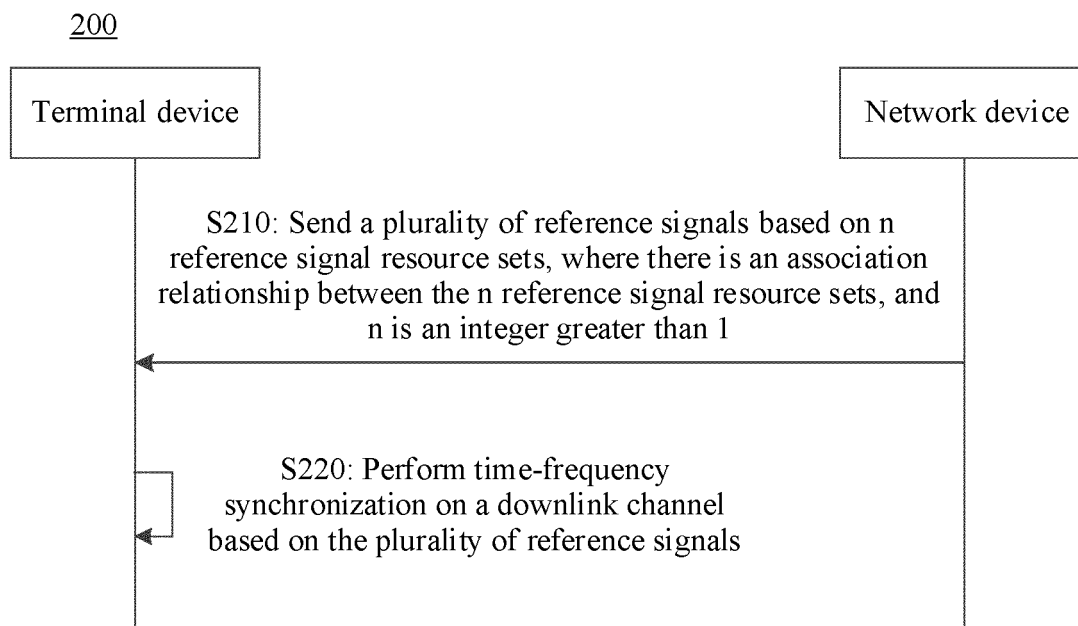 200
Terminal device
Network device
S210: Send a plurality of reference signals based on n
reference signal resource sets, where there is an association
relationship between the n reference signal resource sets, and
n is an integer greater than 1
S220: Perform time-frequency
synchronization on a downlink channel
based on the plurality of reference signals